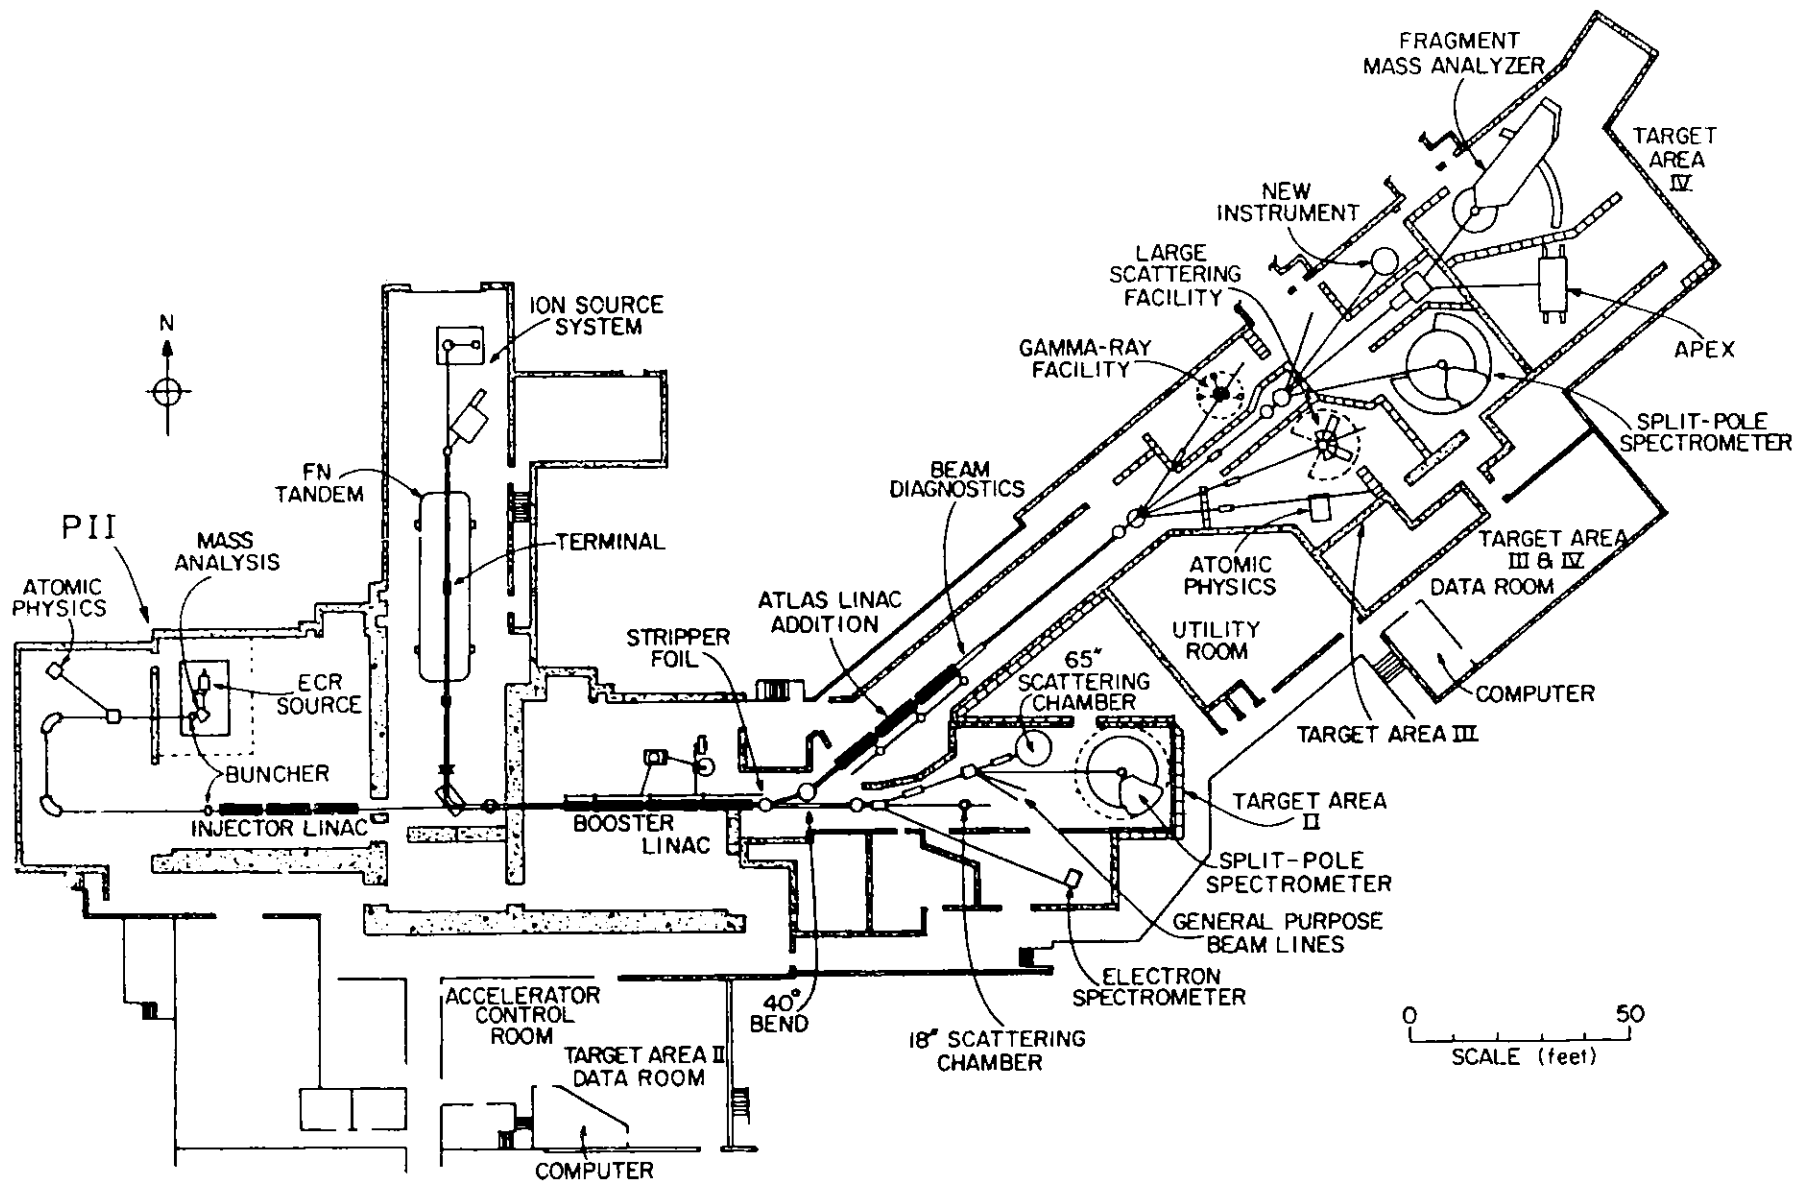 FRAGMENT
MASS ANALYZER
TARGET
AREA
IV
NEW
INSTRUMENT
LARGE
SCATTERING
FACILITY
GAMMA-RAY
FACILITY
APEX
SPLIT-POLE
SPECTROMETER
N
ION SOURCE
SYSTEM
FN
TANDEM
TERMINAL
BEAM
DIAGNOSTICS
PII
MASS
ANALYSIS
ATOMIC
PHYSICS
ECR
SOURCE
BUNCHER
INJECTOR LINAC
STRIPPER
FOIL
ATLAS LINAC
ADDITION
BOOSTER
LINAC
65"
SCATTERING
CHAMBER
ATOMIC
PHYSICS
UTILITY
ROOM
TARGET AREA
III & IV
DATA ROOM
COMPUTER
TARGET AREA III
TARGET AREA
II
SPLIT-POLE
SPECTROMETER
GENERAL PURPOSE
BEAM LINES
ELECTRON
SPECTROMETER
18" SCATTERING
CHAMBER
40°
BEND
ACCELERATOR
CONTROL
ROOM
TARGET AREA II
DATA ROOM
COMPUTER
0 50
SCALE (feet)